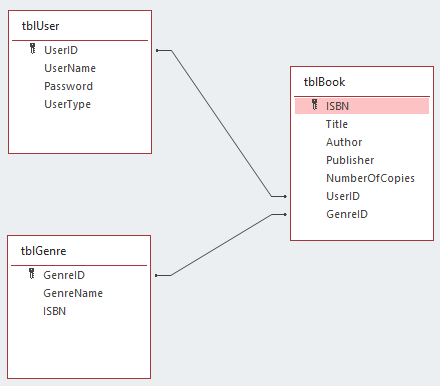 tblUser
UserID
UserName
Password
UserType
tblBook
ISBN
Title
Author
Publisher
NumberOfCopies
UserID
GenreID
tblGenre
GenreID
GenreName
ISBN